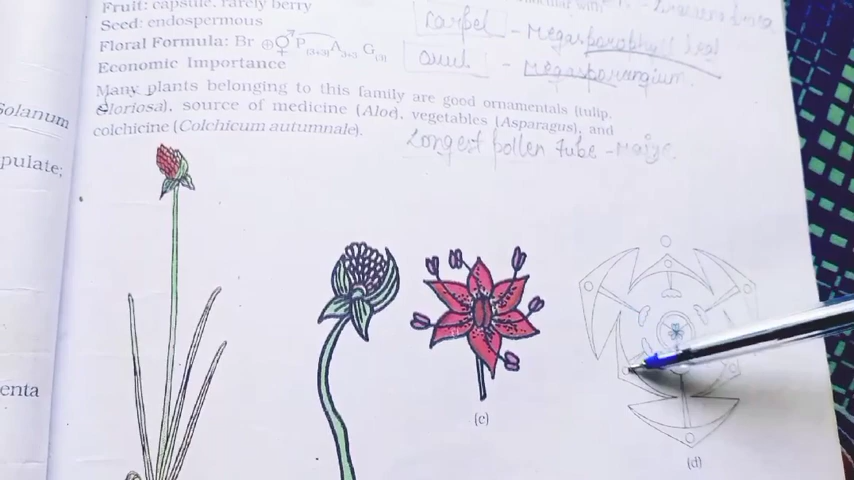 Fruit: capsule, rarely berry
Seed: endospermous
Floral Formula: Br ⊕ ⚥ P(3+3) A3+3 G(3)
Economic Importance
Many plants belonging to this family are good ornamentals (tulip,
Gloriosa), source of medicine (Aloe), vegetables (Asparagus), and
colchicine (Colchicum autumnale).
carpel - Megasporophyll leaf
- Megasporangium.
Longest pollen tube - Maize.
Solanum
pulate;
enta
(c)
(d)